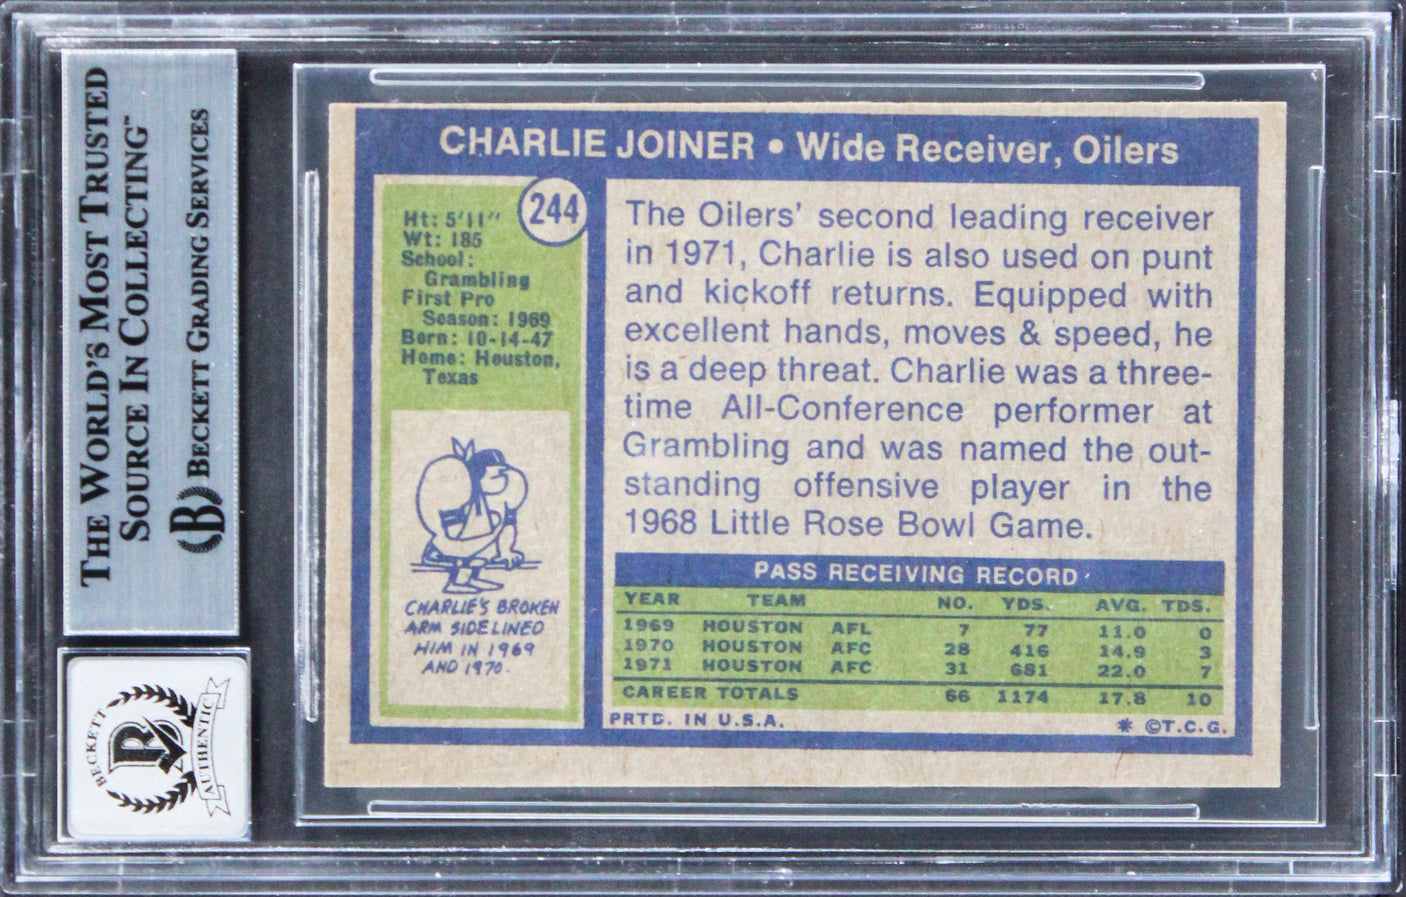 THE WORLD'S MOST TRUSTED
SOURCE IN COLLECTING™
BECKETT GRADING SERVICES
B
BECKETT
B
AUTHENTIC
CHARLIE JOINER • Wide Receiver, Oilers
244
Ht: 5'11"
Wt: 185
School:
Grambling
First Pro
Season: 1969
Born: 10-14-47
Home: Houston,
Texas
CHARLIE'S BROKEN
ARM SIDELINED
HIM IN 1969
AND 1970.
The Oilers' second leading receiver
in 1971, Charlie is also used on punt
and kickoff returns. Equipped with
excellent hands, moves & speed, he
is a deep threat. Charlie was a three-
time All-Conference performer at
Grambling and was named the out-
standing offensive player in the
1968 Little Rose Bowl Game.
PASS RECEIVING RECORD
YEAR TEAM NO. YDS. AVG. TDS.
1969 HOUSTON AFL 7 77 11.0 0
1970 HOUSTON AFC 28 416 14.9 3
1971 HOUSTON AFC 31 681 22.0 7
CAREER TOTALS 66 1174 17.8 10
PRTD. IN U.S.A. * ©T.C.G.